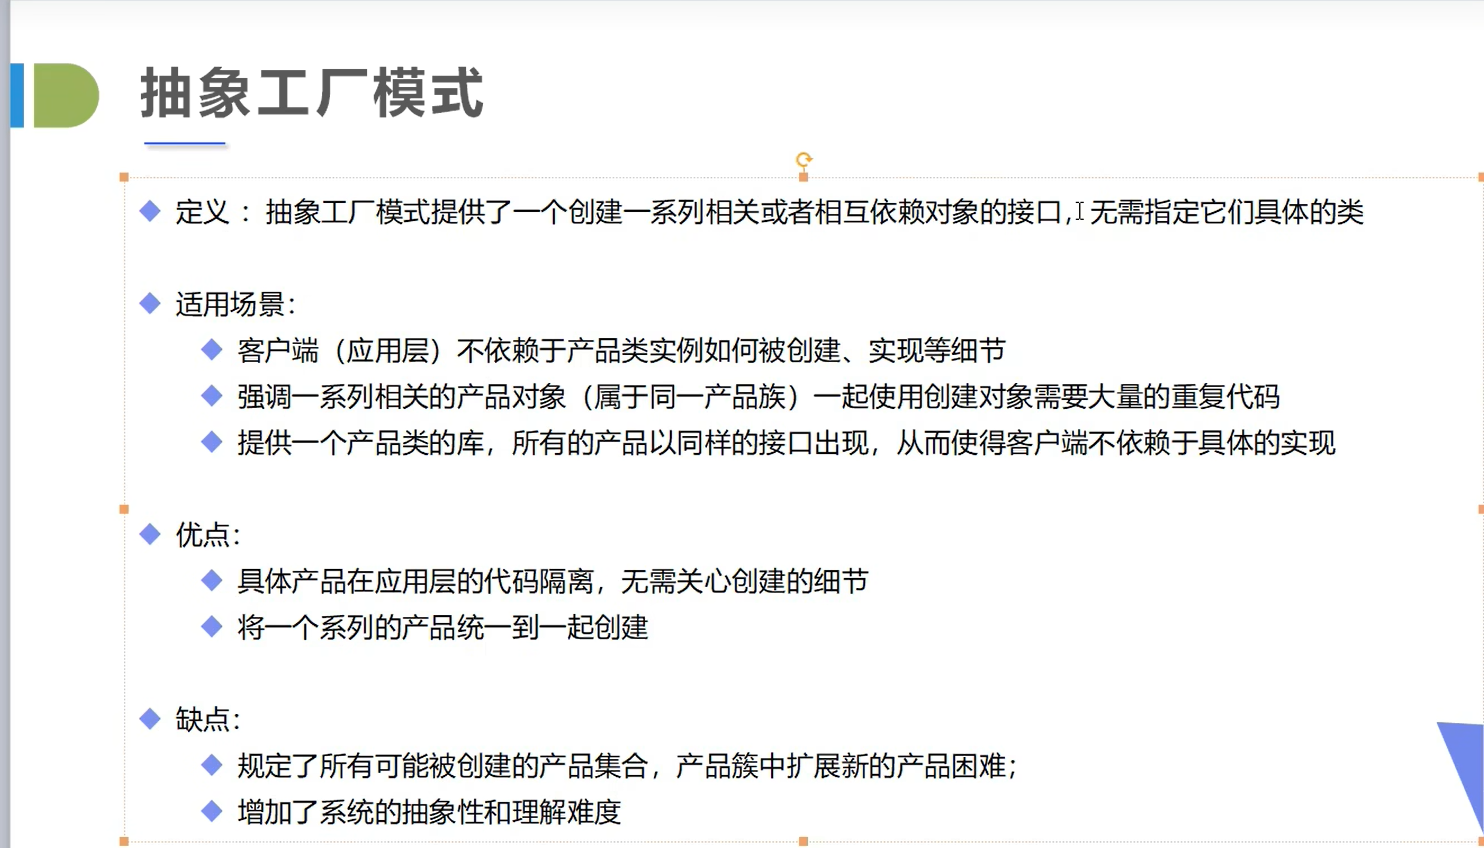 抽象工厂模式
定义 ：抽象工厂模式提供了一个创建一系列相关或者相互依赖对象的接口，无需指定它们具体的类
适用场景：
客户端（应用层）不依赖于产品类实例如何被创建、实现等细节
强调一系列相关的产品对象（属于同一产品族）一起使用创建对象需要大量的重复代码
提供一个产品类的库，所有的产品以同样的接口出现，从而使得客户端不依赖于具体的实现
优点：
具体产品在应用层的代码隔离，无需关心创建的细节
将一个系列的产品统一到一起创建
缺点：
规定了所有可能被创建的产品集合，产品簇中扩展新的产品困难；
增加了系统的抽象性和理解难度